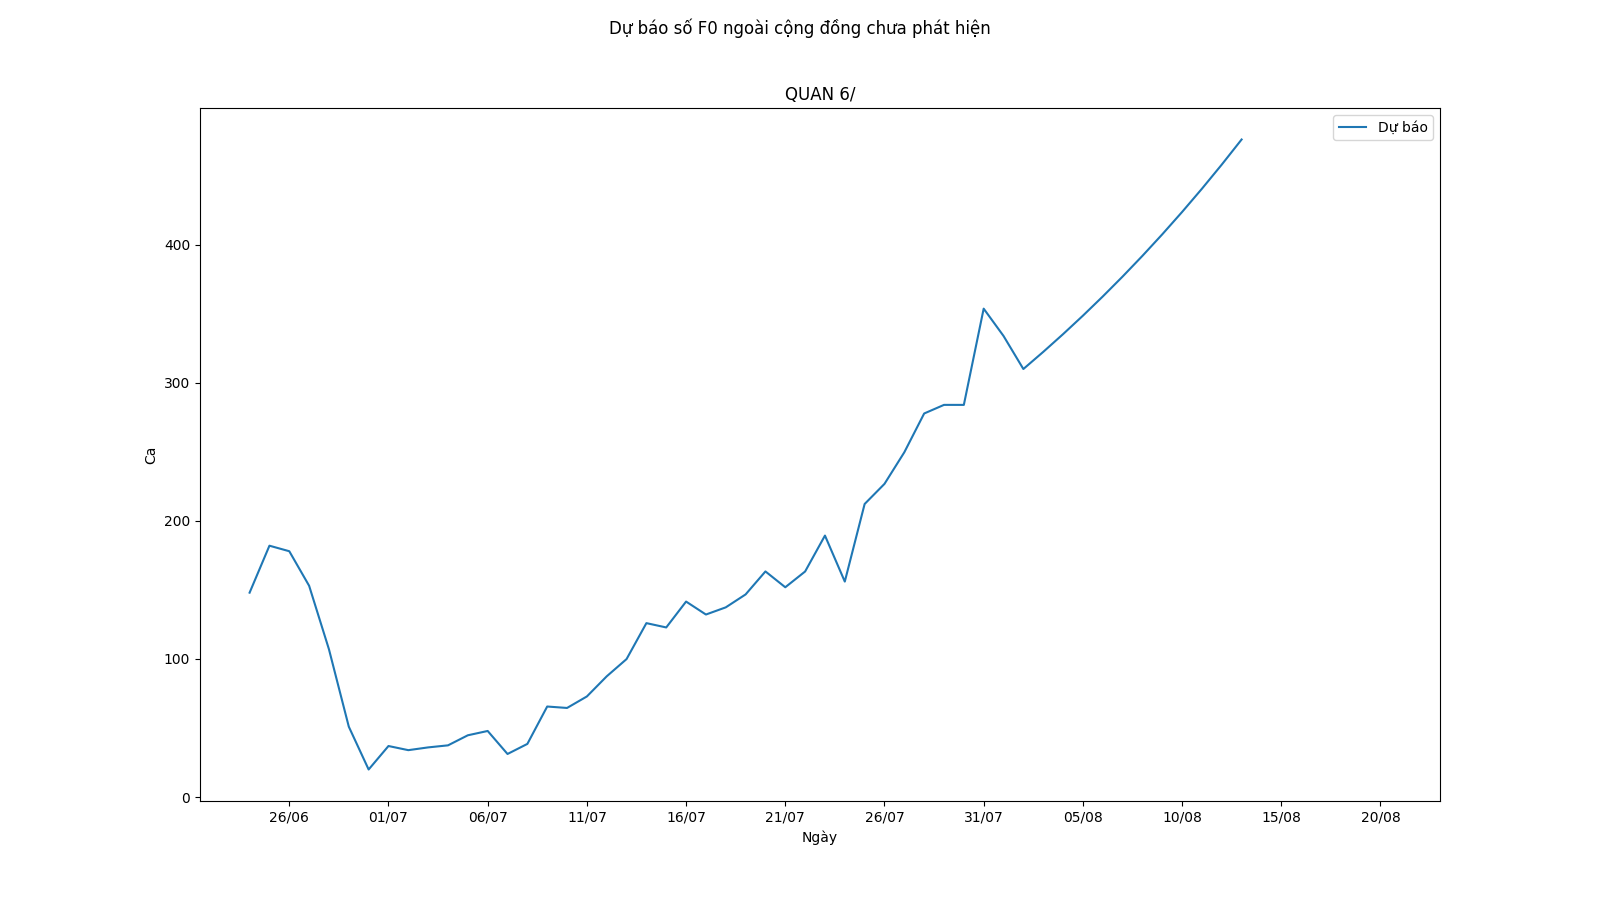 Dự báo số F0 ngoài cộng đồng chưa phát hiện
QUAN 6/
Dự báo
400
300
200
100
0
Ca
26/06 01/07 06/07 11/07 16/07 21/07 26/07 31/07 05/08 10/08 15/08 20/08
Ngày